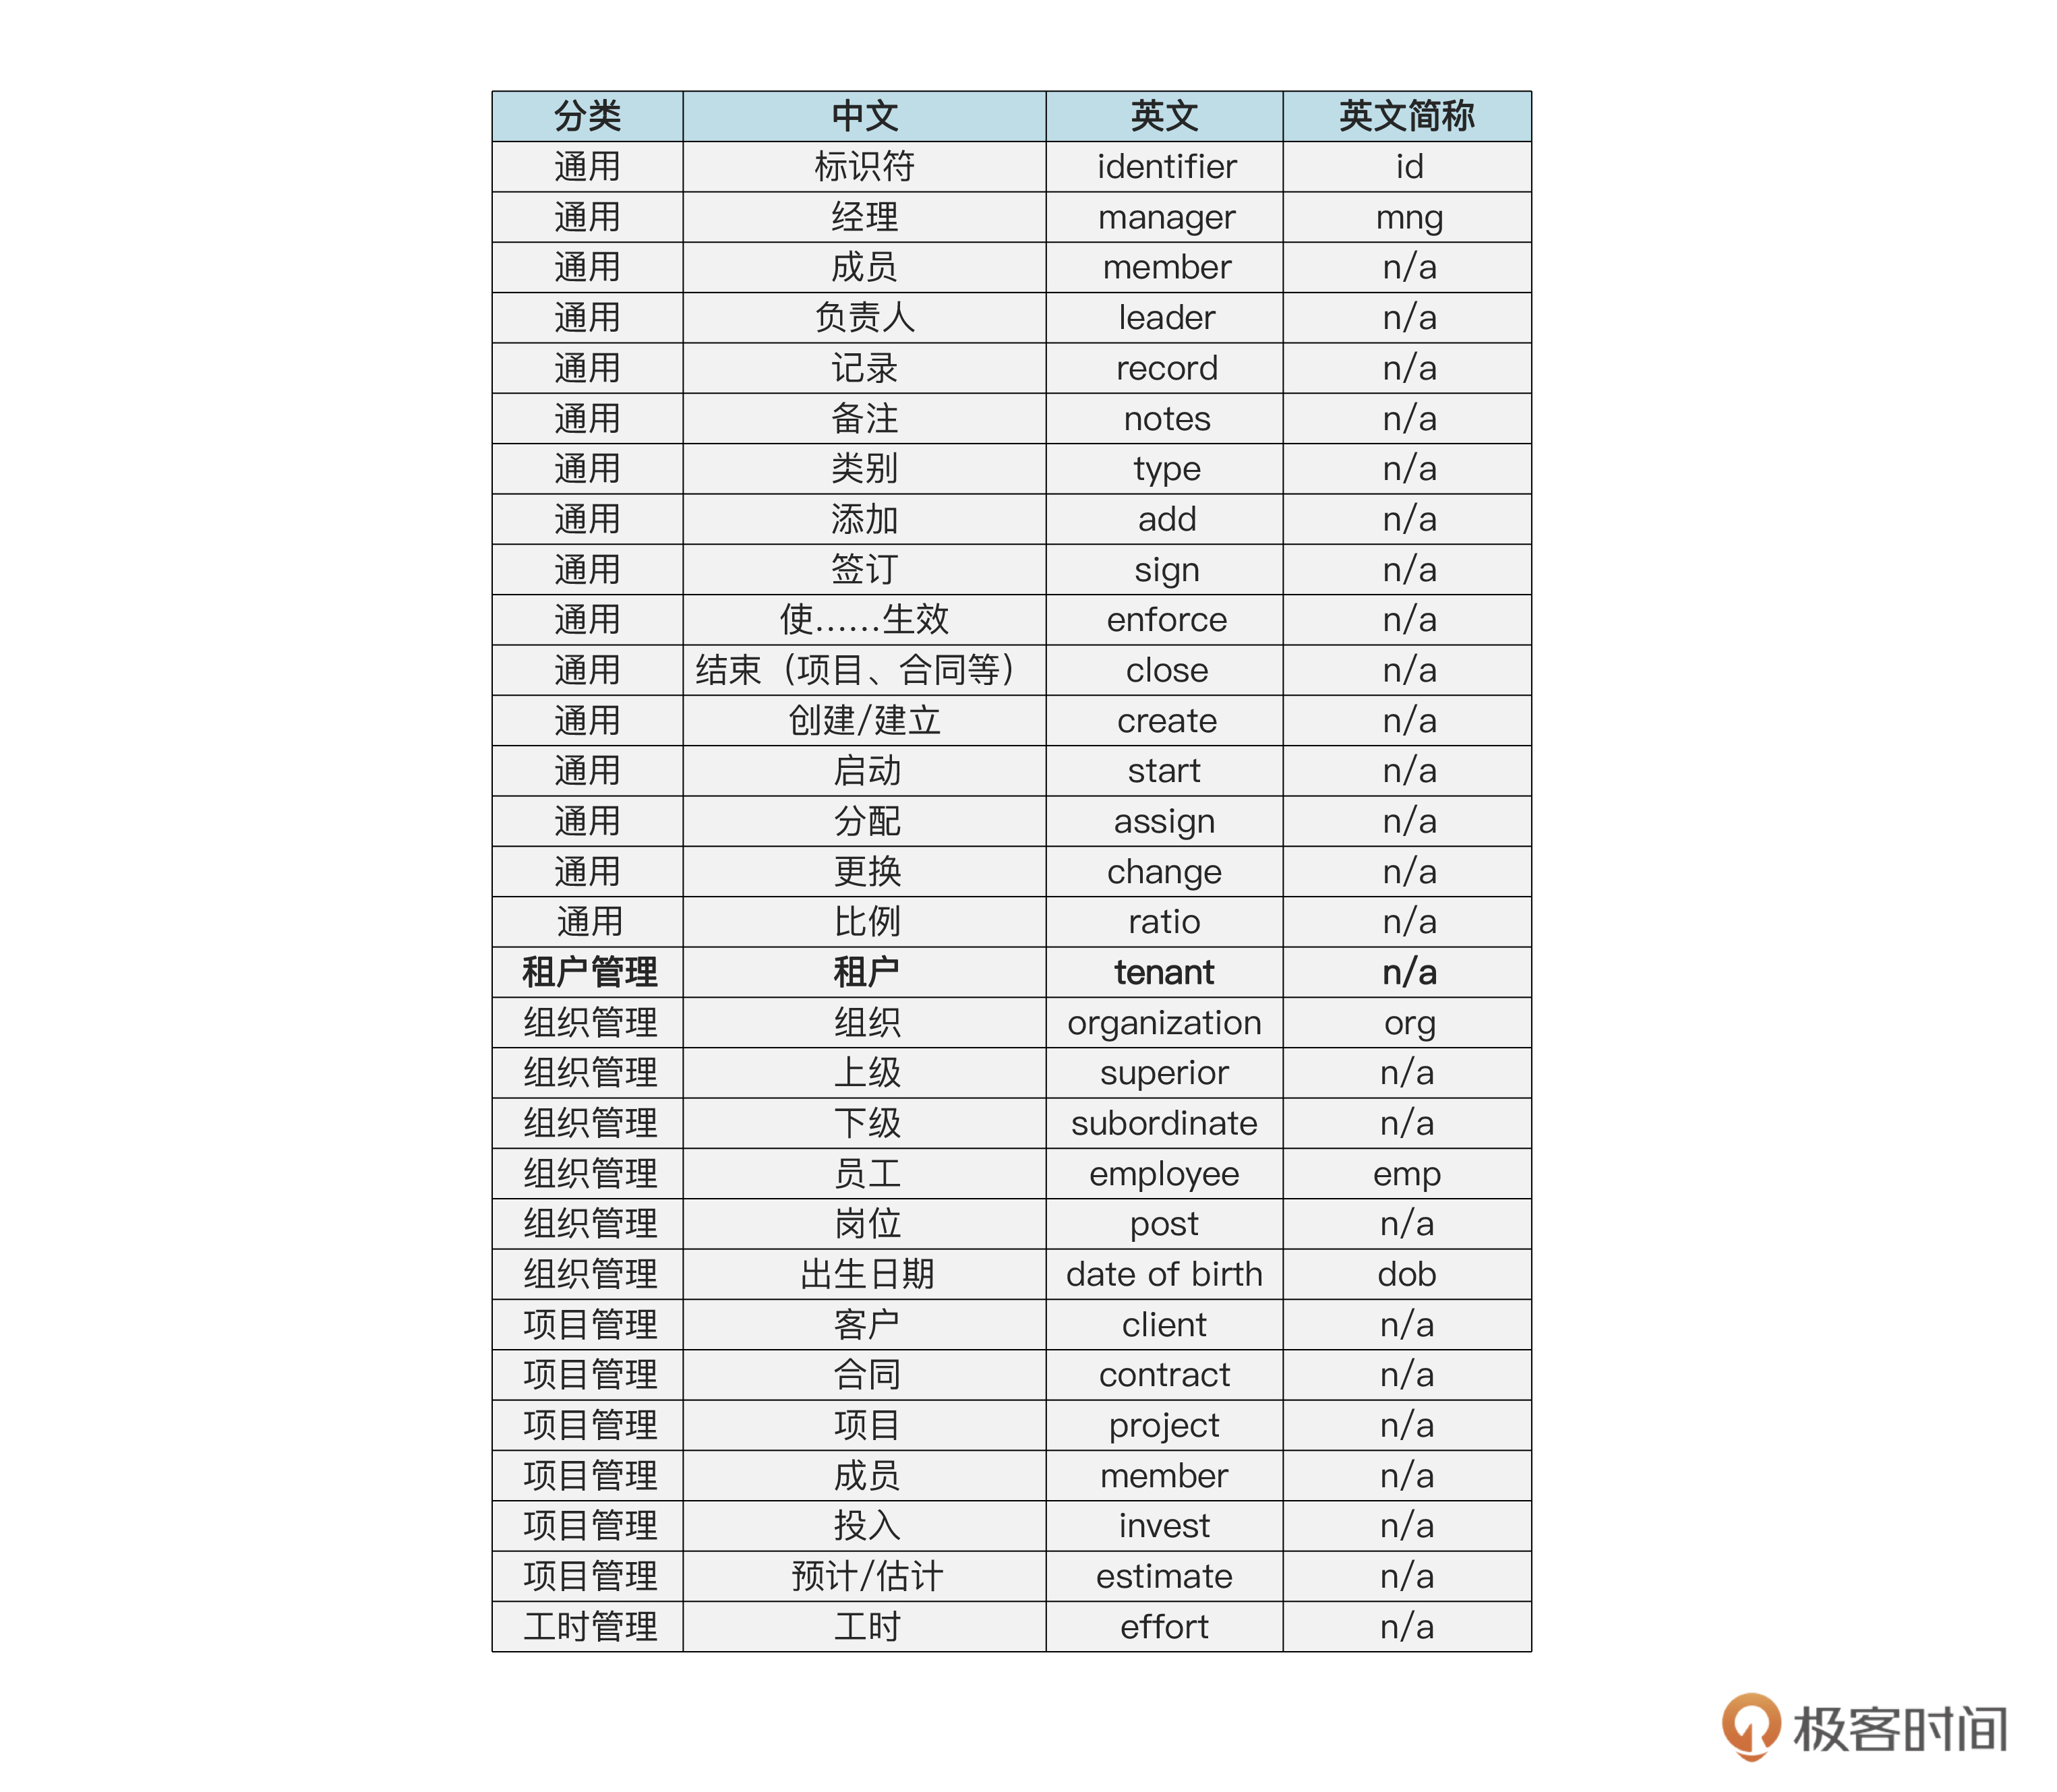 分类 中文 英文 英文简称
通用 标识符 identifier id
通用 经理 manager mng
通用 成员 member n/a
通用 负责人 leader n/a
通用 记录 record n/a
通用 备注 notes n/a
通用 类别 type n/a
通用 添加 add n/a
通用 签订 sign n/a
通用 使……生效 enforce n/a
通用 结束（项目、合同等） close n/a
通用 创建/建立 create n/a
通用 启动 start n/a
通用 分配 assign n/a
通用 更换 change n/a
通用 比例 ratio n/a
租户管理 租户 tenant n/a
组织管理 组织 organization org
组织管理 上级 superior n/a
组织管理 下级 subordinate n/a
组织管理 员工 employee emp
组织管理 岗位 post n/a
组织管理 出生日期 date of birth dob
项目管理 客户 client n/a
项目管理 合同 contract n/a
项目管理 项目 project n/a
项目管理 成员 member n/a
项目管理 投入 invest n/a
项目管理 预计/估计 estimate n/a
工时管理 工时 effort n/a
极客时间